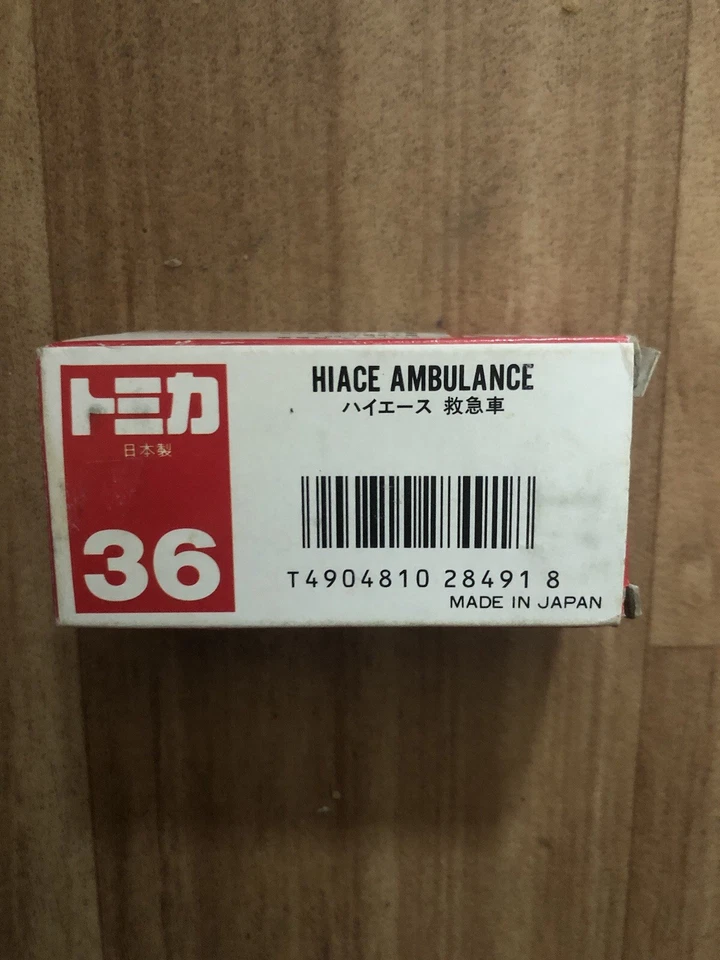 トミカ
日本製
36
HIACE AMBULANCE
ハイエース 救急車
T4904810 28491 8
MADE IN JAPAN